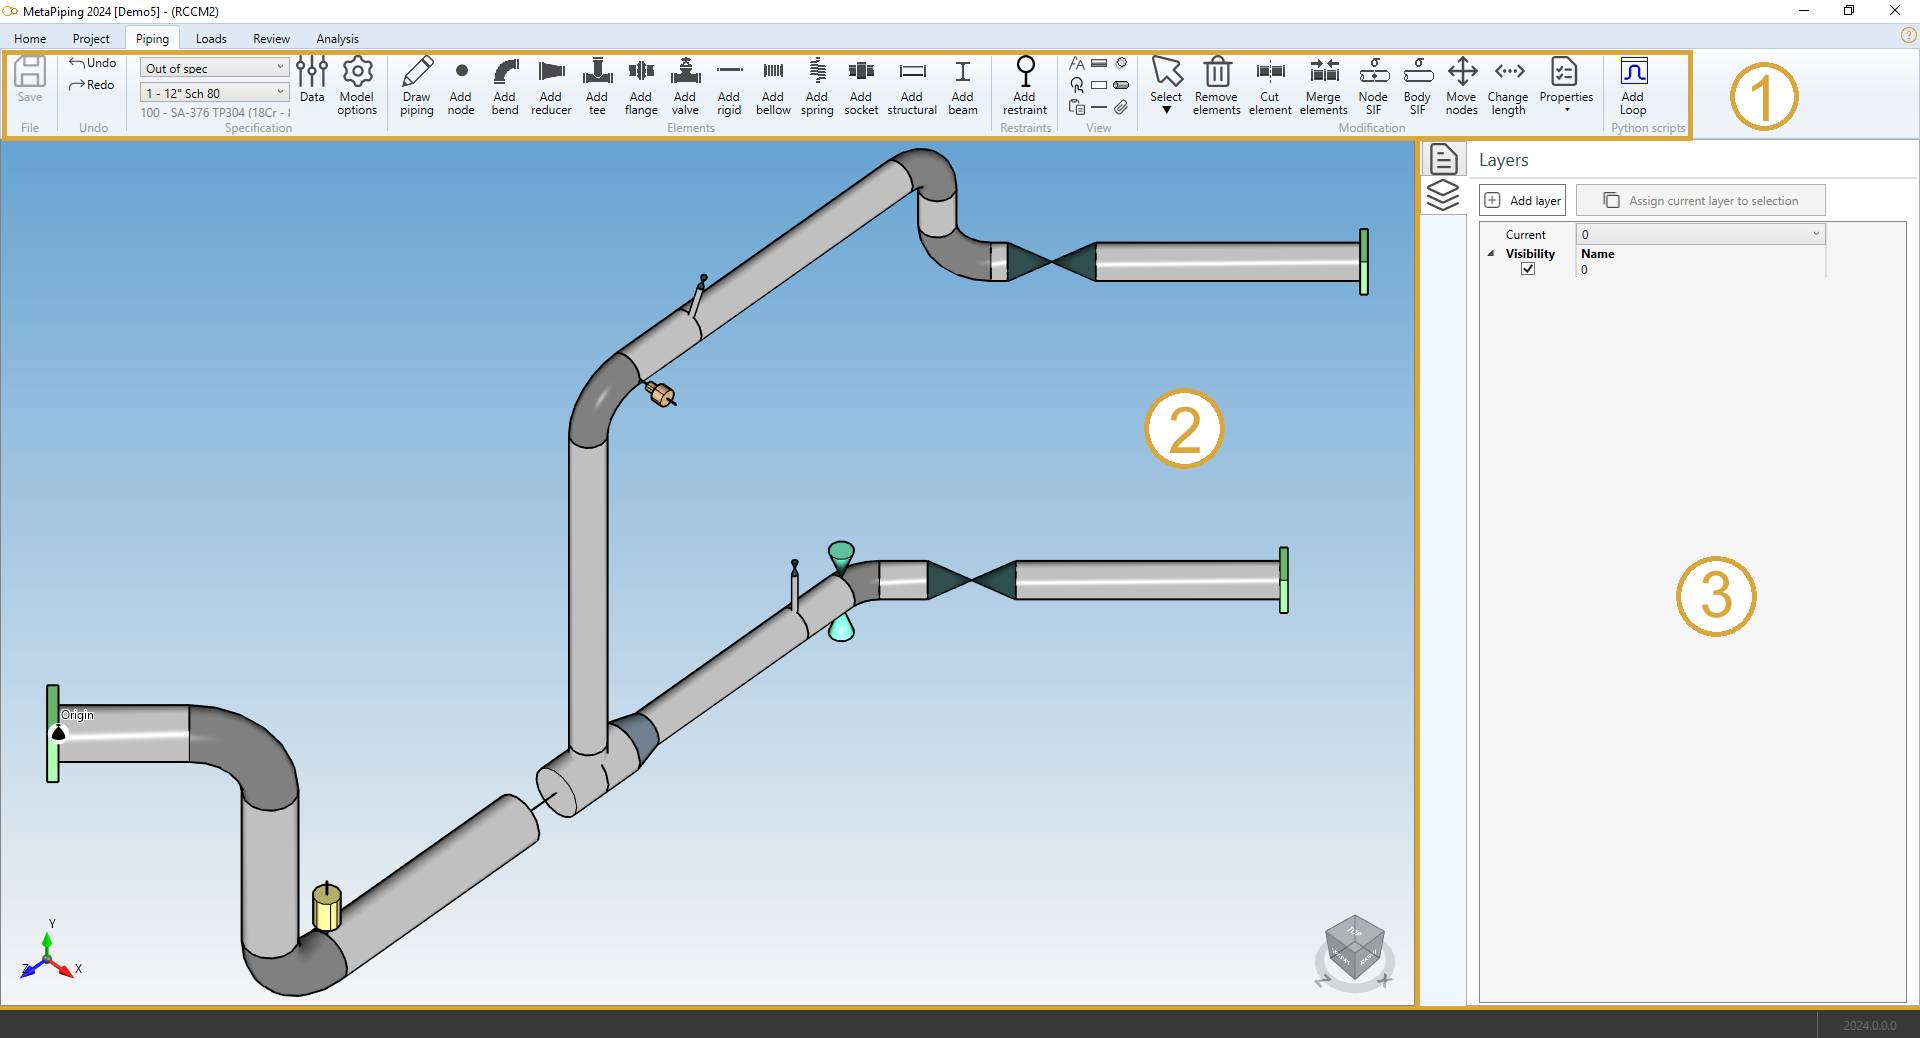 MetaPiping 2024 [Demo5] - (RCCM2)
Home Project Piping Loads Review Analysis
Save
File
Undo
Redo
Undo
Out of spec
1 - 12" Sch 80
100 - SA-376 TP304 (18Cr -
Data
Model options
Specification
Draw piping
Add node
Add bend
Add reducer
Add tee
Add flange
Add valve
Add rigid
Add bellow
Add spring
Add socket
Add structural
Add beam
Elements
Add restraint
Restraints
View
Select
Remove elements
Cut element
Merge elements
Node SIF
Body SIF
Move nodes
Change length
Properties
Modification
Add Loop
Python scripts
1
2
Origin
Y
Z
X
TOP
Layers
Add layer
Assign current layer to selection
Current 0
Visibility Name
0
3
2024.0.0.0